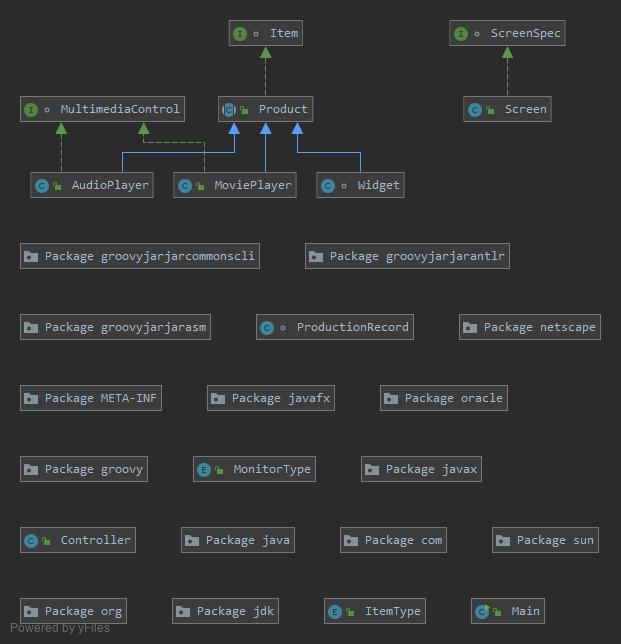 Item
ScreenSpec
MultimediaControl
Product
Screen
AudioPlayer
MoviePlayer
Widget
Package groovyjarjarcommonscli
Package groovyjarjarantlr
Package groovyjarjarasm
ProductionRecord
Package netscape
Package META-INF
Package javafx
Package oracle
Package groovy
MonitorType
Package javax
Controller
Package java
Package com
Package sun
Package org
Package jdk
ItemType
Main
Powered by yFiles